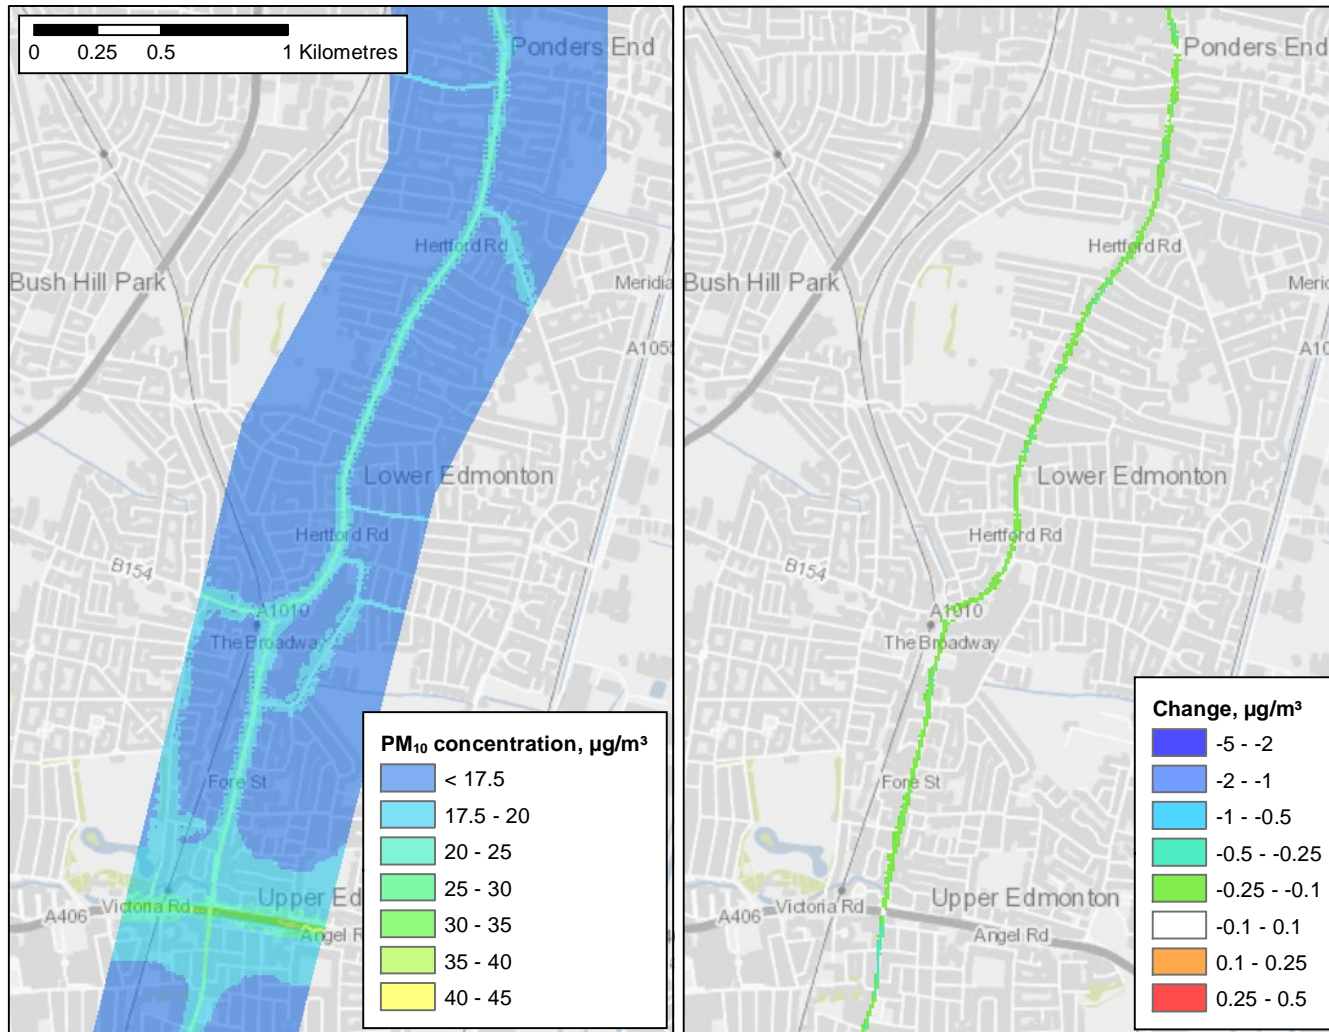 0 0.25 0.5 1 Kilometres
Ponders End
Hertford Rd
Bush Hill Park
A1055
Lower Edmonton
Hertford Rd
B154
A1010
The Broadway
Fore St
Upper Ed
A406
Victoria Rd
Angel R
PM₁₀ concentration, µg/m³
< 17.5
17.5 - 20
20 - 25
25 - 30
30 - 35
35 - 40
40 - 45
Ponders End
Hertford Rd
Bush Hill Park
Lower Edmonton
Hertford Rd
B154
A1010
The Broadway
Fore St
Upper Edmonton
A406
Victoria Rd
Angel Rd
Change, µg/m³
-5 - -2
-2 - -1
-1 - -0.5
-0.5 - -0.25
-0.25 - -0.1
-0.1 - 0.1
0.1 - 0.25
0.25 - 0.5